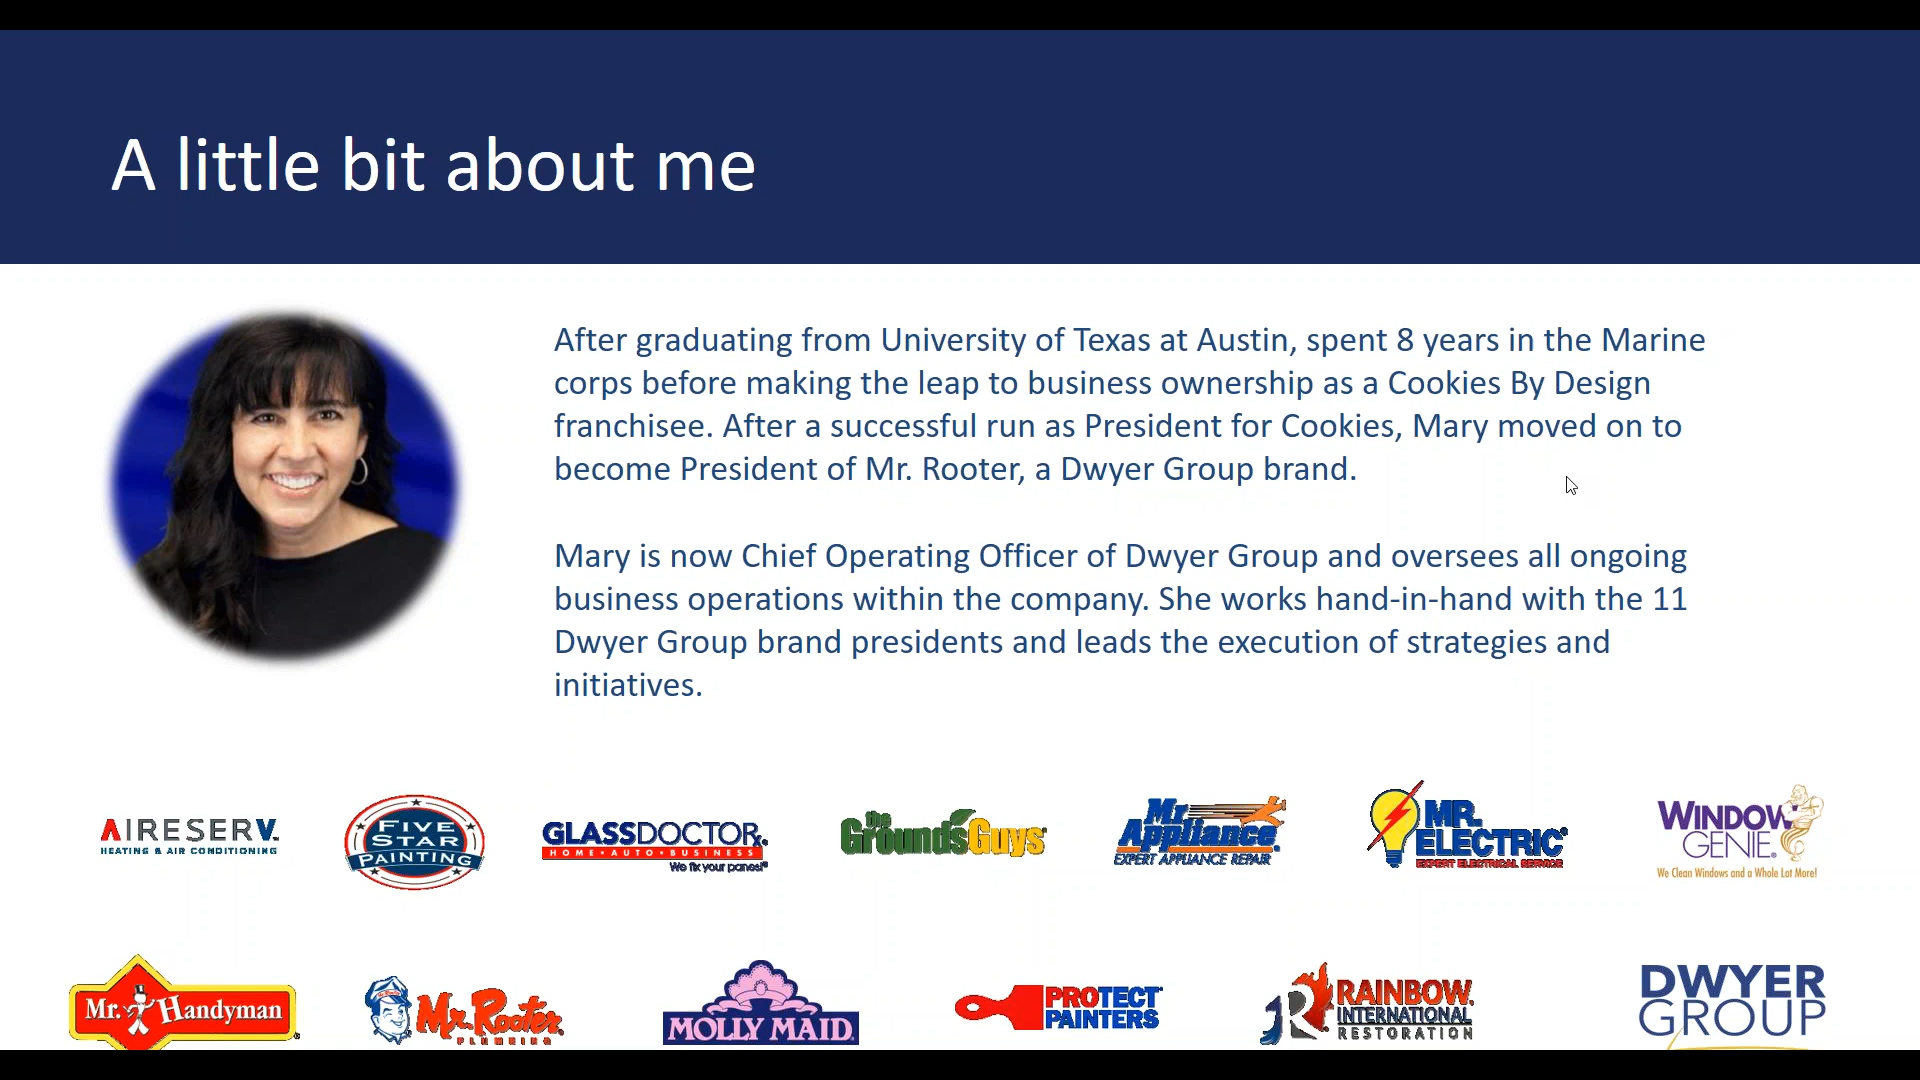 A little bit about me
After graduating from University of Texas at Austin, spent 8 years in the Marine
corps before making the leap to business ownership as a Cookies By Design
franchisee. After a successful run as President for Cookies, Mary moved on to
become President of Mr. Rooter, a Dwyer Group brand.
Mary is now Chief Operating Officer of Dwyer Group and oversees all ongoing
business operations within the company. She works hand-in-hand with the 11
Dwyer Group brand presidents and leads the execution of strategies and
initiatives.
AIRESERV.
HEATING & AIR CONDITIONING
FIVE
STAR
PAINTING
GLASSDOCTOR.
HOME • AUTO • BUSINESS
We fix your panes!®
the
GroundsGuys
Mr.
Appliance.
EXPERT APPLIANCE REPAIR
MR.
ELECTRIC®
EXPERT ELECTRICAL SERVICE
WINDOW
GENIE®
We Clean Windows and a Whole Lot More!
Mr. Handyman
Mr. Rooter
PLUMBING
MOLLY MAID
PROTECT
PAINTERS
R
RAINBOW
INTERNATIONAL
RESTORATION
DWYER
GROUP